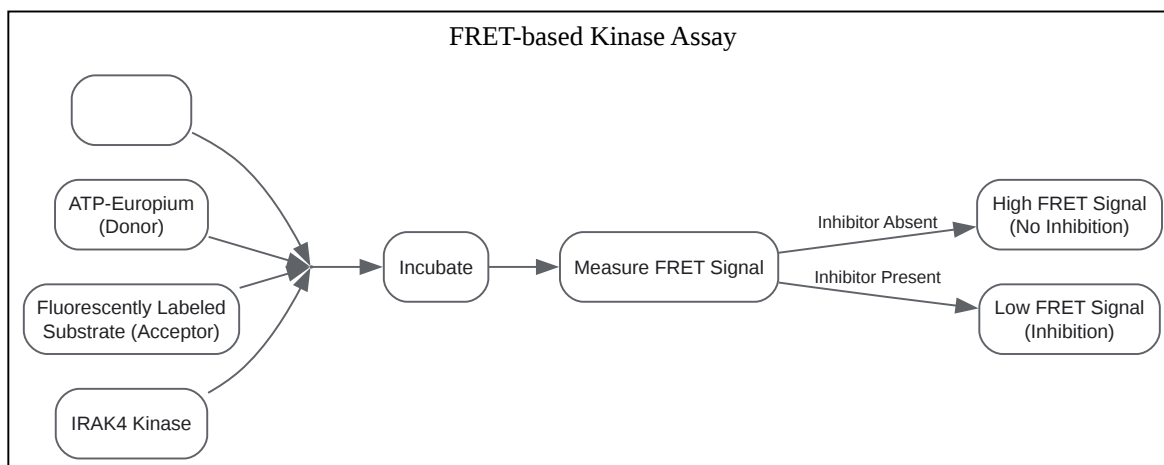 FRET-based Kinase Assay
ATP-Europium
(Donor)
Fluorescently Labeled
Substrate (Acceptor)
IRAK4 Kinase
Incubate
Measure FRET Signal
Inhibitor Absent
Inhibitor Present
High FRET Signal
(No Inhibition)
Low FRET Signal
(Inhibition)